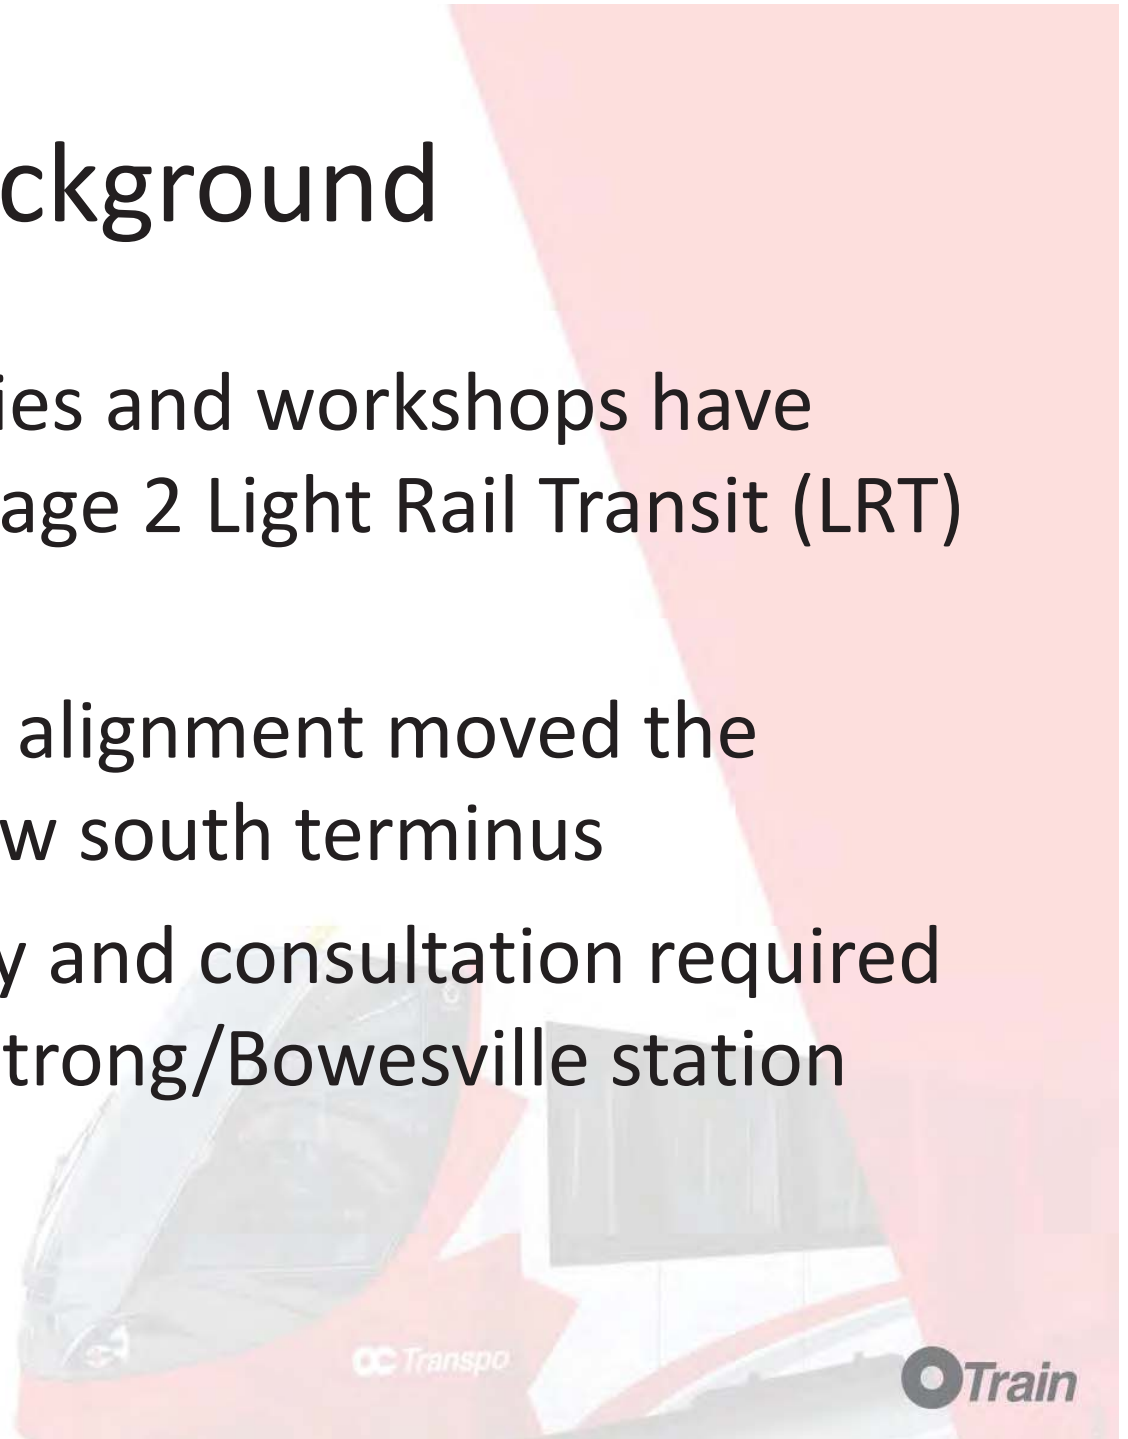 ckground
ies and workshops have
age 2 Light Rail Transit (LRT)
alignment moved the
w south terminus
y and consultation required
trong/Bowesville station
OC Transpo
OTrain